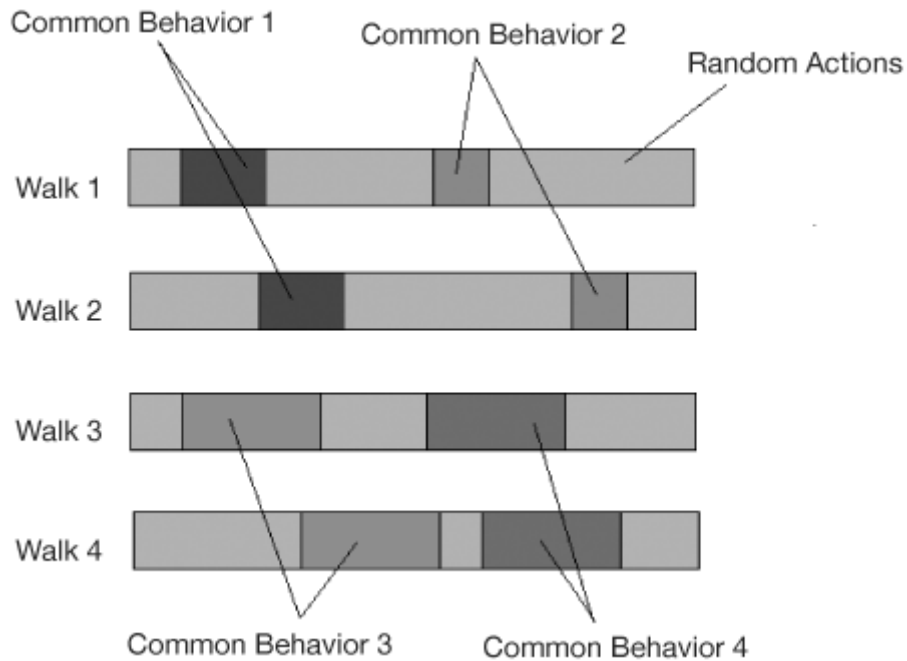 Common Behavior 1
Common Behavior 2
Random Actions
Walk 1
Walk 2
Walk 3
Walk 4
Common Behavior 3
Common Behavior 4